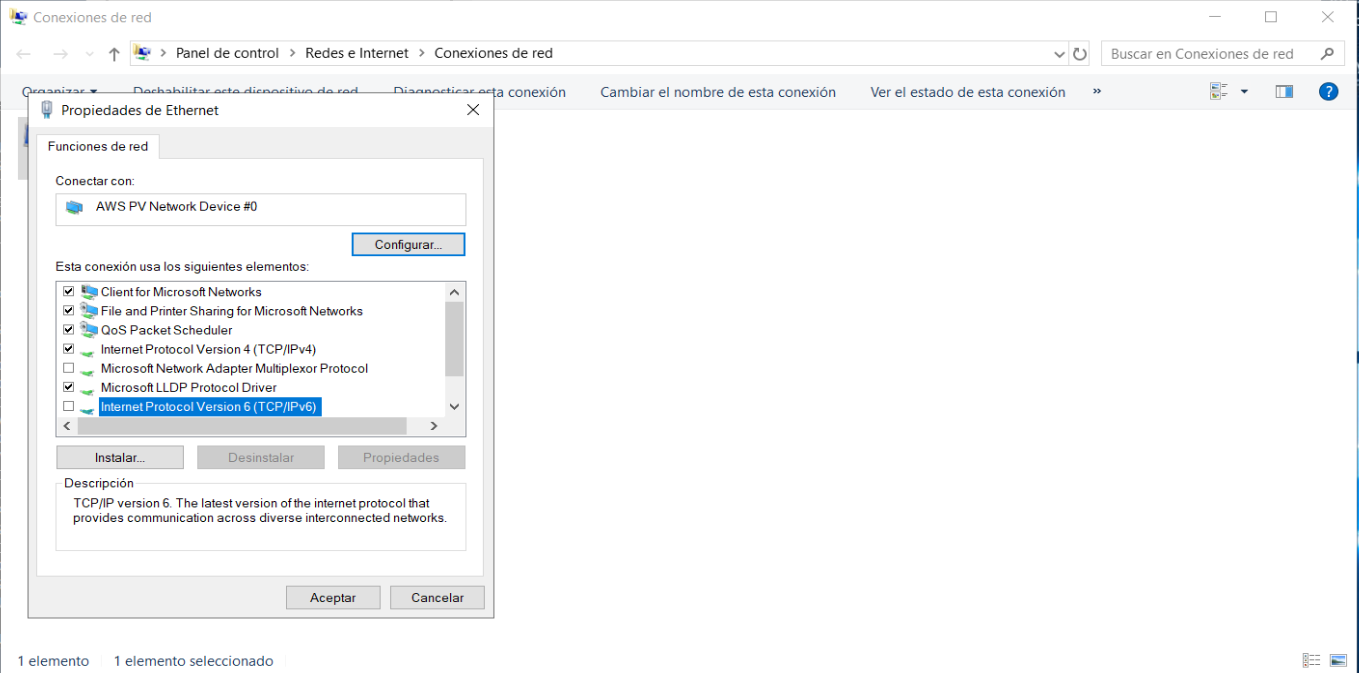 Conexiones de red
Panel de control > Redes e Internet > Conexiones de red
Buscar en Conexiones de red
Organizar Deshabilitar este dispositivo de red Diagnosticar esta conexión Cambiar el nombre de esta conexión Ver el estado de esta conexión »
Propiedades de Ethernet
Funciones de red
Conectar con:
AWS PV Network Device #0
Configurar...
Esta conexión usa los siguientes elementos:
Client for Microsoft Networks
File and Printer Sharing for Microsoft Networks
QoS Packet Scheduler
Internet Protocol Version 4 (TCP/IPv4)
Microsoft Network Adapter Multiplexor Protocol
Microsoft LLDP Protocol Driver
Internet Protocol Version 6 (TCP/IPv6)
Instalar... Desinstalar Propiedades
Descripción
TCP/IP version 6. The latest version of the internet protocol that
provides communication across diverse interconnected networks.
Aceptar Cancelar
1 elemento 1 elemento seleccionado